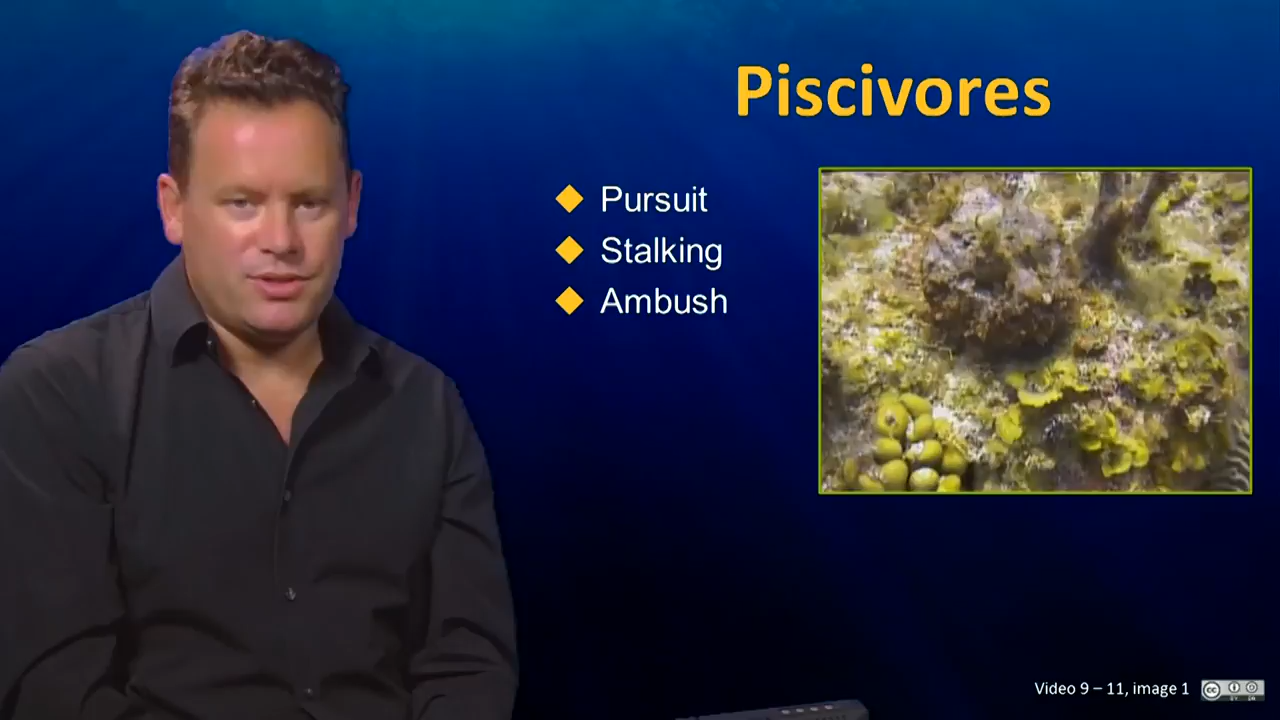 Piscivores
Pursuit
Stalking
Ambush
Video 9 – 11, image 1